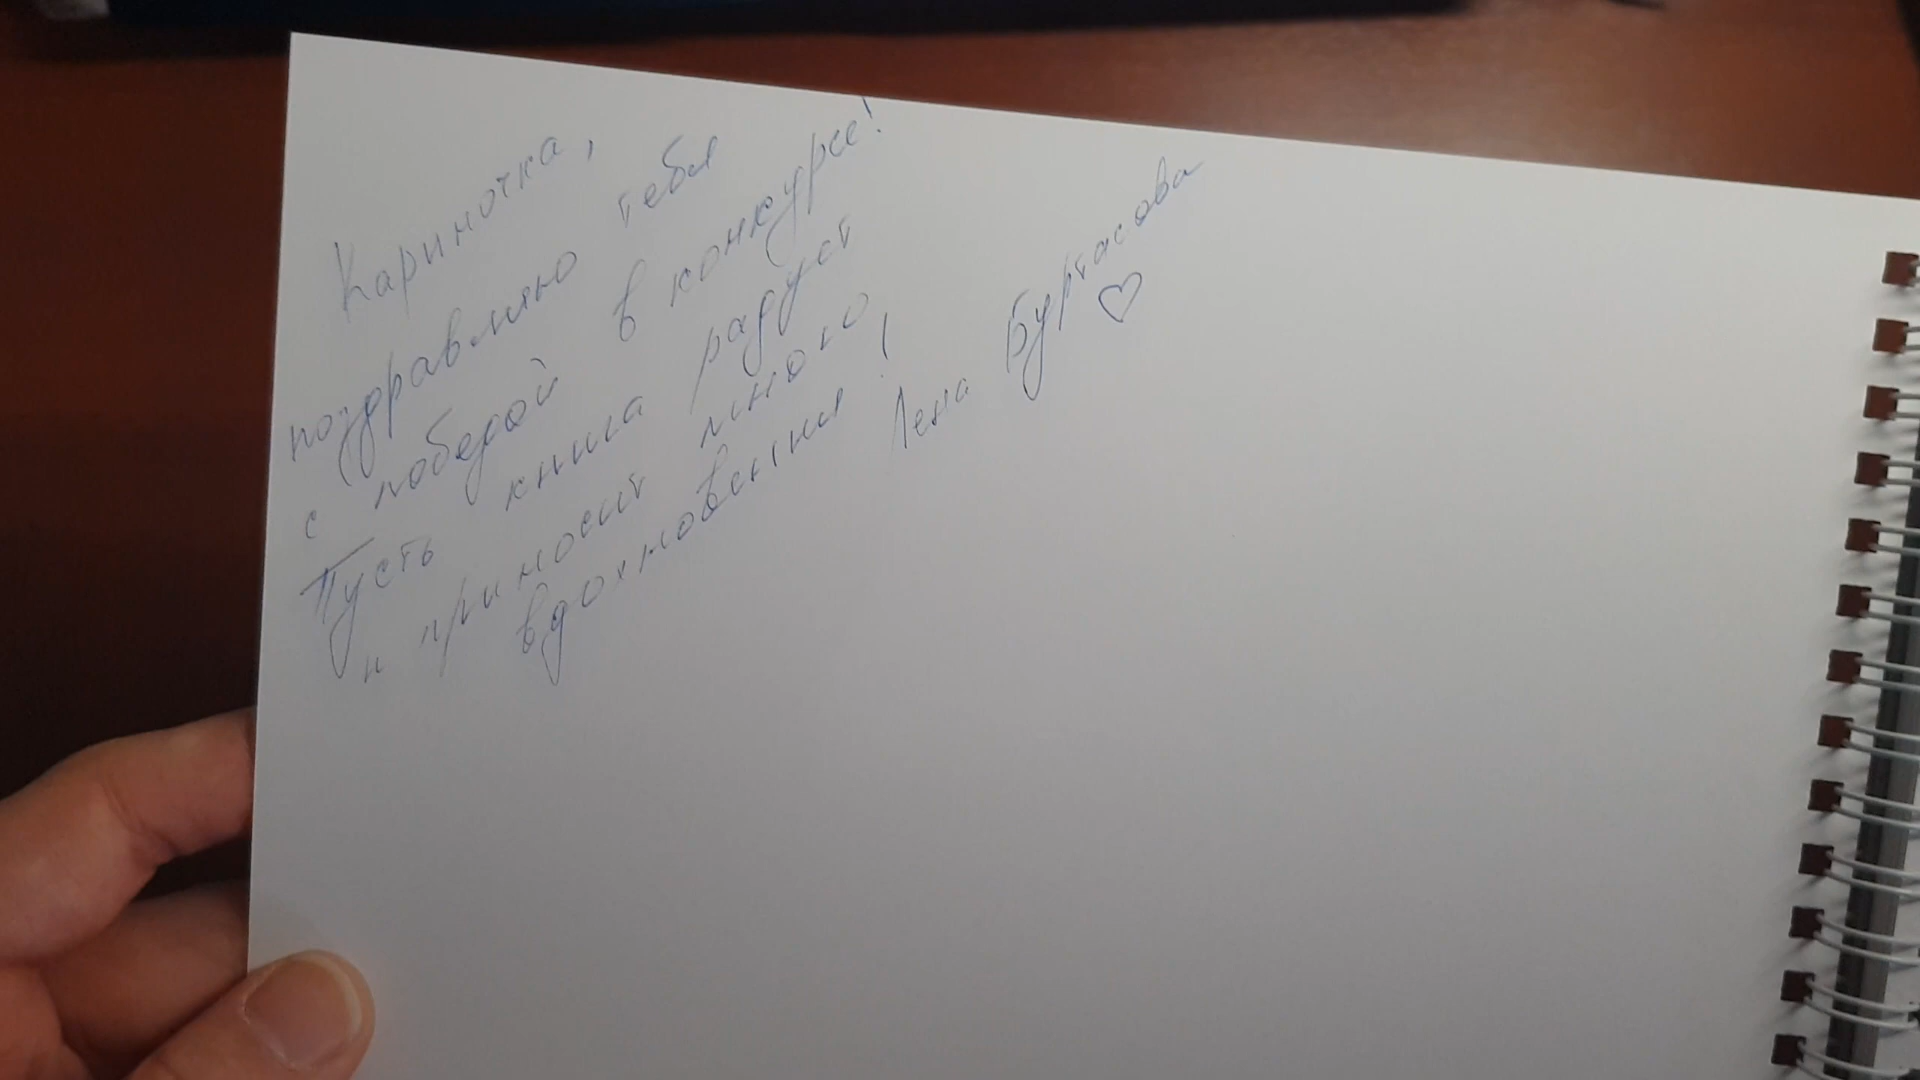 Кариночка,
поздравляю тебя
с победой в конкурсе!
Пусть книга радует
и приносит много
вдохновения!
Лена Буртасова